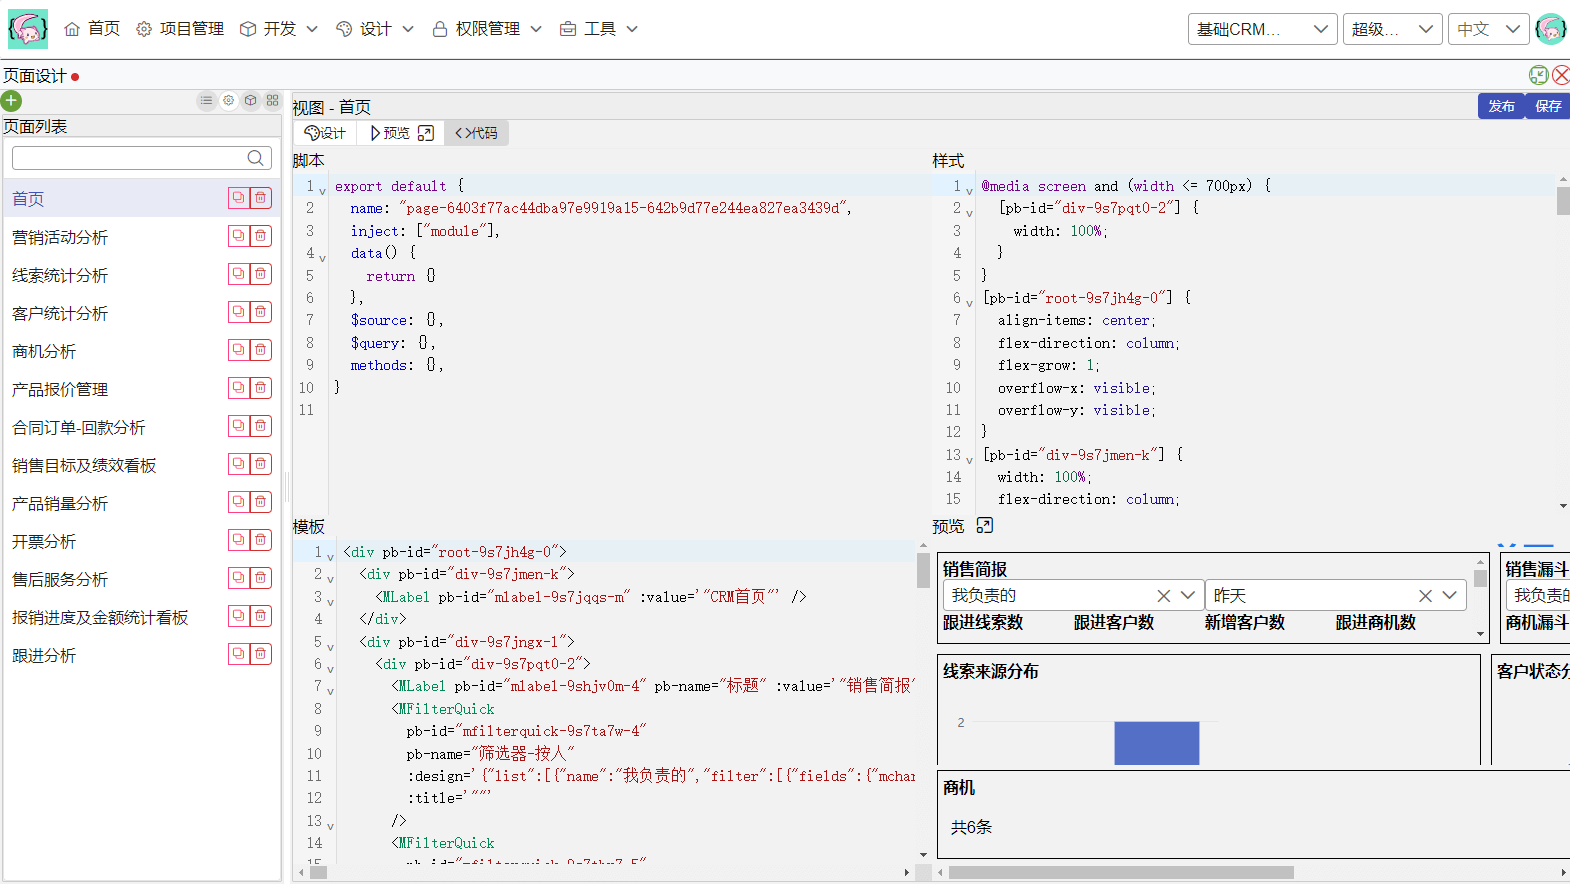 首页 项目管理 开发 设计 权限管理 工具 基础CRM... 超级... 中文
页面设计
页面列表
首页
营销活动分析
线索统计分析
客户统计分析
商机分析
产品报价管理
合同订单-回款分析
销售目标及绩效看板
产品销量分析
开票分析
售后服务分析
报销进度及金额统计看板
跟进分析
视图 - 首页 发布 保存
设计 预览 <>代码
脚本
1 export default {
2 name: "page-6403f77ac44dba97e9919a15-642b9d77e244ea827ea3439d",
3 inject: ["module"],
4 data() {
5 return {}
6 },
7 $source: {},
8 $query: {},
9 methods: {},
10 }
11
样式
1 @media screen and (width <= 700px) {
2 [pb-id="div-9s7pqt0-2"] {
3 width: 100%;
4 }
5 }
6 [pb-id="root-9s7jh4g-0"] {
7 align-items: center;
8 flex-direction: column;
9 flex-grow: 1;
10 overflow-x: visible;
11 overflow-y: visible;
12 }
13 [pb-id="div-9s7jmen-k"] {
14 width: 100%;
15 flex-direction: column;
模板
1 <div pb-id="root-9s7jh4g-0">
2 <div pb-id="div-9s7jmen-k">
3 <MLabel pb-id="mlabel-9s7jqqs-m" :value='"CRM首页"' />
4 </div>
5 <div pb-id="div-9s7jngx-1">
6 <div pb-id="div-9s7pqt0-2">
7 <MLabel pb-id="mlabel-9shjv0m-4" pb-name="标题" :value='"销售简报"
8 <MFilterQuick
9 pb-id="mfilterquick-9s7ta7w-4"
10 pb-name="筛选器-按人"
11 :design='{"list":[{"name":"我负责的","filter":[{"fields":{"mchar
12 :title='""'
13 />
14 <MFilterQuick
预览
销售简报
我负责的 昨天
跟进线索数 跟进客户数 新增客户数 跟进商机数
销售漏斗
我负责的
商机漏斗
线索来源分布
2
客户状态分
商机
共6条